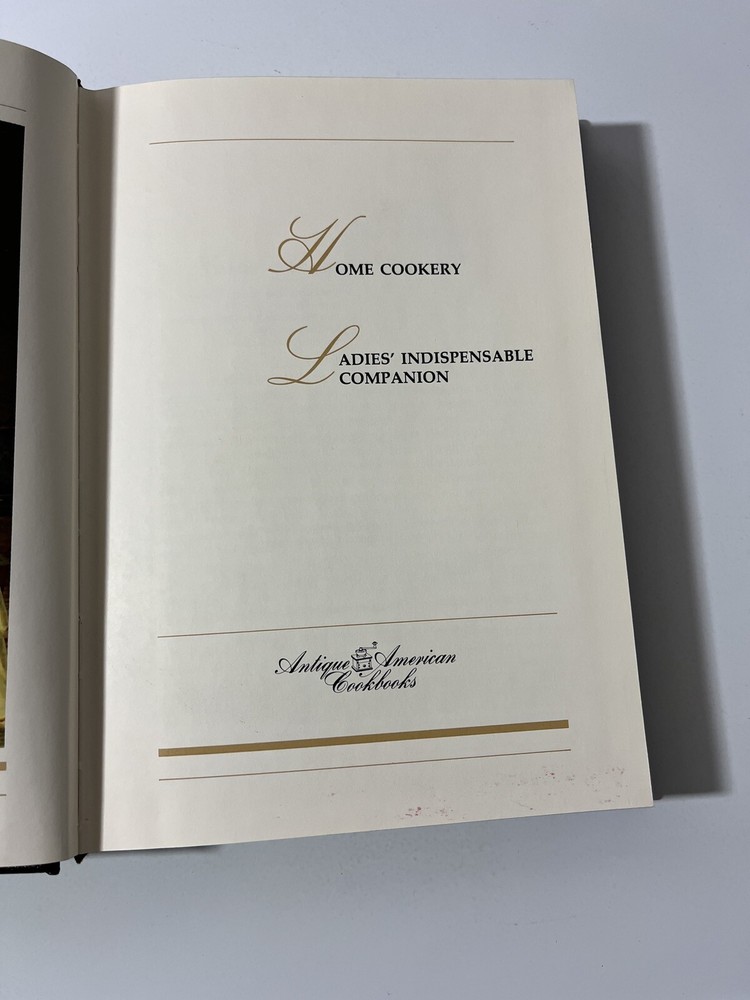 HOME COOKERY
LADIES' INDISPENSABLE
COMPANION
Antique American
Cookbooks